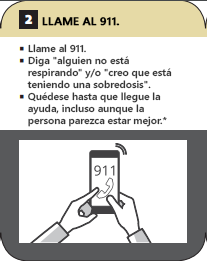 2 LLAME AL 911.
▪ Llame al 911.
▪ Diga "alguien no está
respirando" y/o "creo que está
teniendo una sobredosis".
▪ Quédese hasta que llegue la
ayuda, incluso aunque la
persona parezca estar mejor.*
911